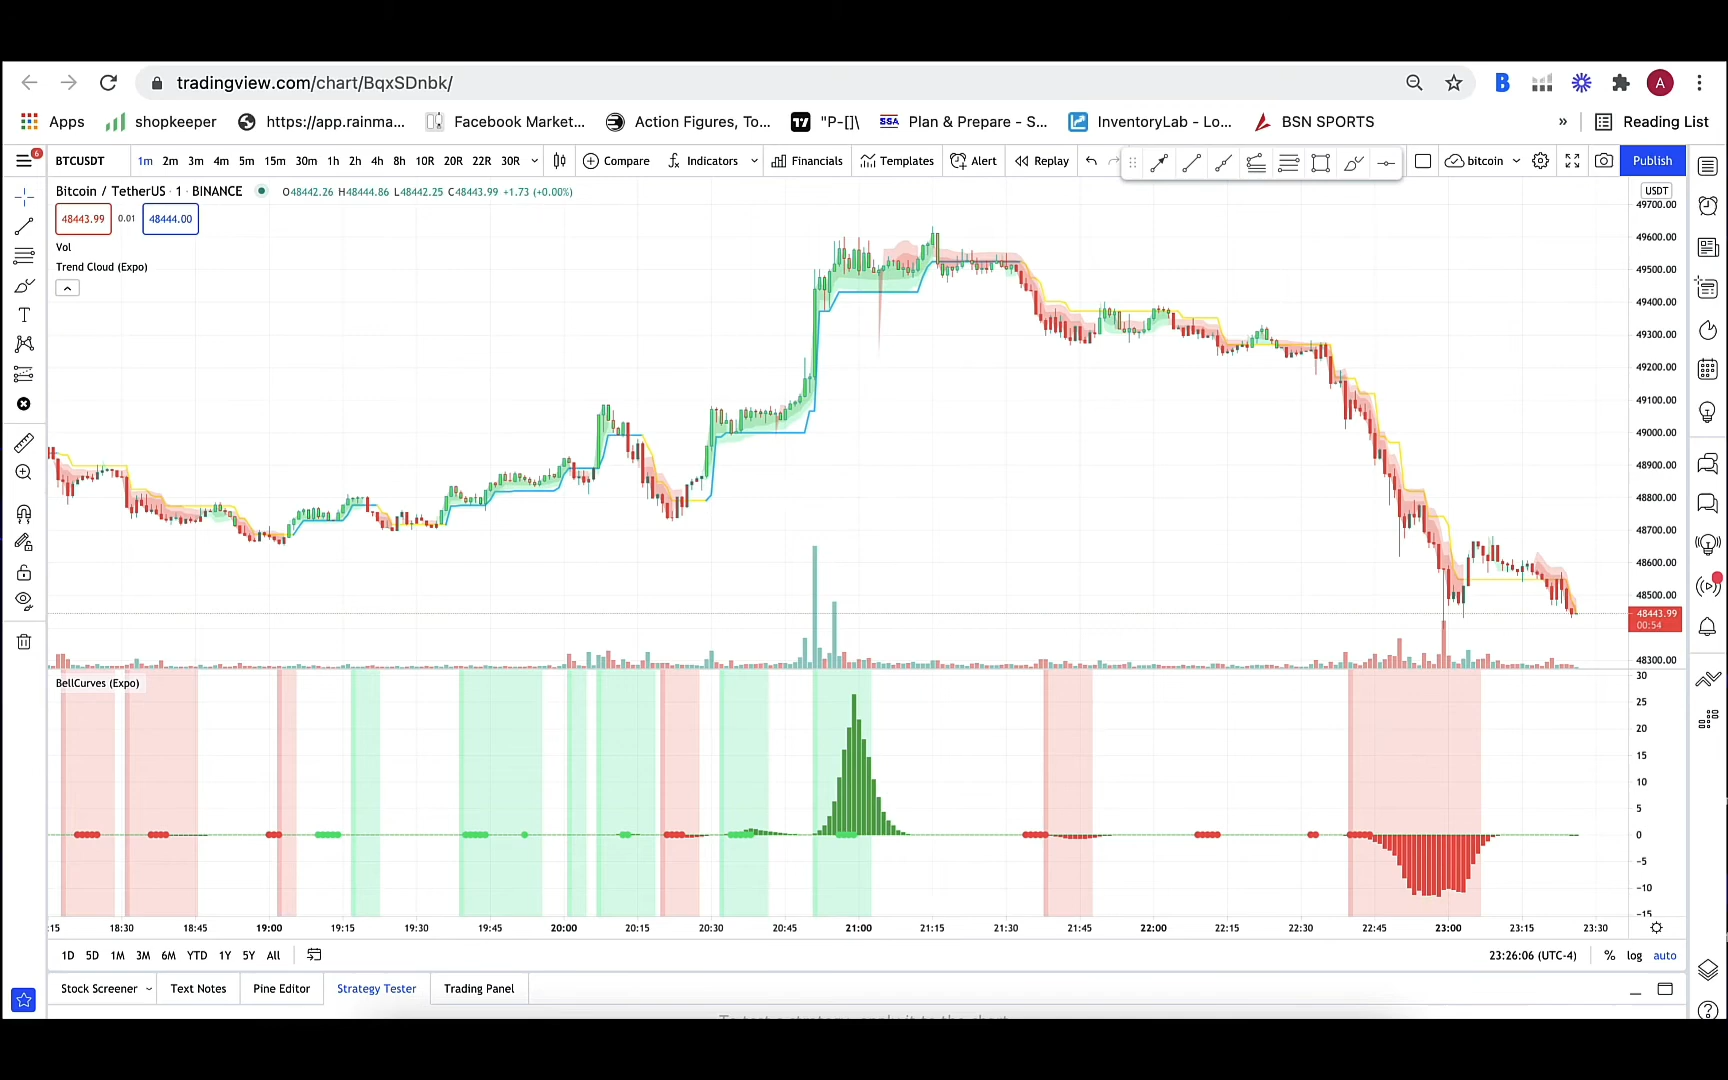 tradingview.com/chart/BqxSDnbk/
A
Apps shopkeeper https://app.rainma... Facebook Market... Action Figures, To... "P-[]\ SSA Plan & Prepare - S... InventoryLab - Lo... BSN SPORTS » Reading List
6 BTCUSDT 1m 2m 3m 4m 5m 15m 30m 1h 2h 4h 8h 10R 20R 22R 30R Compare Indicators Financials Templates Alert Replay bitcoin Publish
Bitcoin / TetherUS · 1 · BINANCE O48442.26 H48444.86 L48442.25 C48443.99 +1.73 (+0.00%)
USDT
48443.99 0.01 48444.00
Vol
Trend Cloud (Expo)
49700.00
49600.00
49500.00
49400.00
49300.00
49200.00
49100.00
49000.00
48900.00
48800.00
48700.00
48600.00
48500.00
48443.99
00:54
48300.00
BellCurves (Expo)
30
25
20
15
10
5
0
−5
−10
−15
:15 18:30 18:45 19:00 19:15 19:30 19:45 20:00 20:15 20:30 20:45 21:00 21:15 21:30 21:45 22:00 22:15 22:30 22:45 23:00 23:15 23:30
1D 5D 1M 3M 6M YTD 1Y 5Y All 23:26:06 (UTC-4) % log auto
Stock Screener Text Notes Pine Editor Strategy Tester Trading Panel